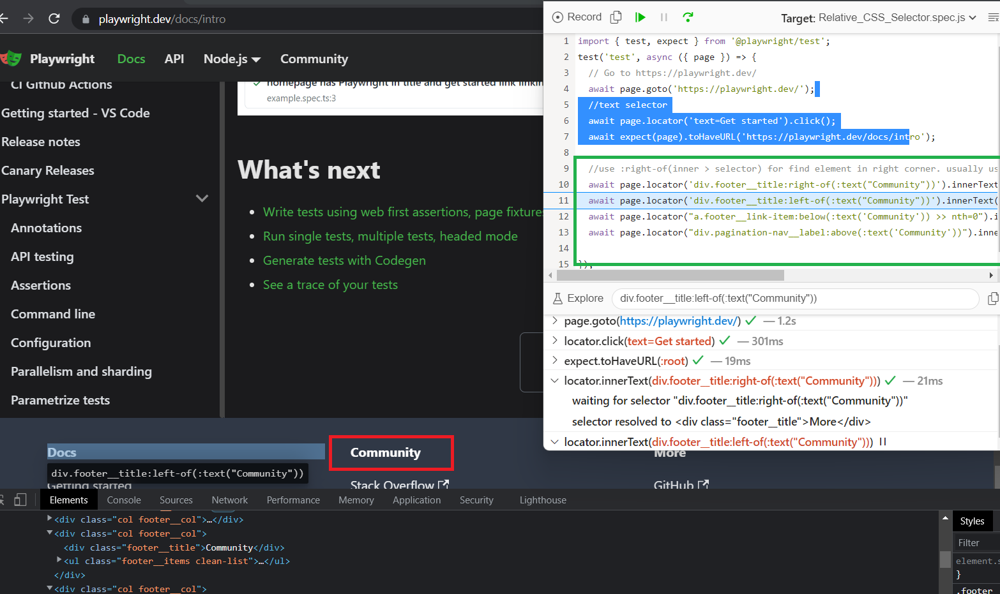 playwright.dev/docs/intro
Playwright
Docs
API
Node.js
Community
CI Github Actions
Getting started - VS Code
Release notes
Canary Releases
Playwright Test
Annotations
API testing
Assertions
Command line
Configuration
Parallelism and sharding
Parametrize tests
homepage has Playwright in title and get started link linkin
example.spec.ts:3
What's next
Write tests using web first assertions, page fixtures
Run single tests, multiple tests, headed mode
Generate tests with Codegen
See a trace of your tests
Record
Target: Relative_CSS_Selector.spec.js
1 import { test, expect } from '@playwright/test';
2 test('test', async ({ page }) => {
3 // Go to https://playwright.dev/
4 await page.goto('https://playwright.dev/');
5 //text selector
6 await page.locator('text=Get started').click();
7 await expect(page).toHaveURL('https://playwright.dev/docs/intro');
8
9 //use :right-of(inner > selector) for find element in right corner. usually us
10 await page.locator('div.footer__title:right-of(:text("Community"))').innerText
11 await page.locator('div.footer__title:left-of(:text("Community"))').innerText(
12 await page.locator("a.footer__link-item:below(:text('Community')) >> nth=0").i
13 await page.locator("div.pagination-nav__label:above(:text('Community'))").inne
14
15 });
Explore
div.footer__title:left-of(:text("Community"))
page.goto(https://playwright.dev/) — 1.2s
locator.click(text=Get started) — 301ms
expect.toHaveURL(:root) — 19ms
locator.innerText(div.footer__title:right-of(:text("Community"))) — 21ms
waiting for selector "div.footer__title:right-of(:text("Community"))"
selector resolved to <div class="footer__title">More</div>
locator.innerText(div.footer__title:left-of(:text("Community")))
Docs
Community
More
div.footer__title:left-of(:text("Community"))
Getting started
Stack Overflow
GitHub
Elements
Console
Sources
Network
Performance
Memory
Application
Security
Lighthouse
<div class="col footer__col">…</div>
<div class="col footer__col">
<div class="footer__title">Community</div>
<ul class="footer__items clean-list">…</ul>
</div>
<div class="col footer__col">
Styles
Filter
element.s
}
.footer